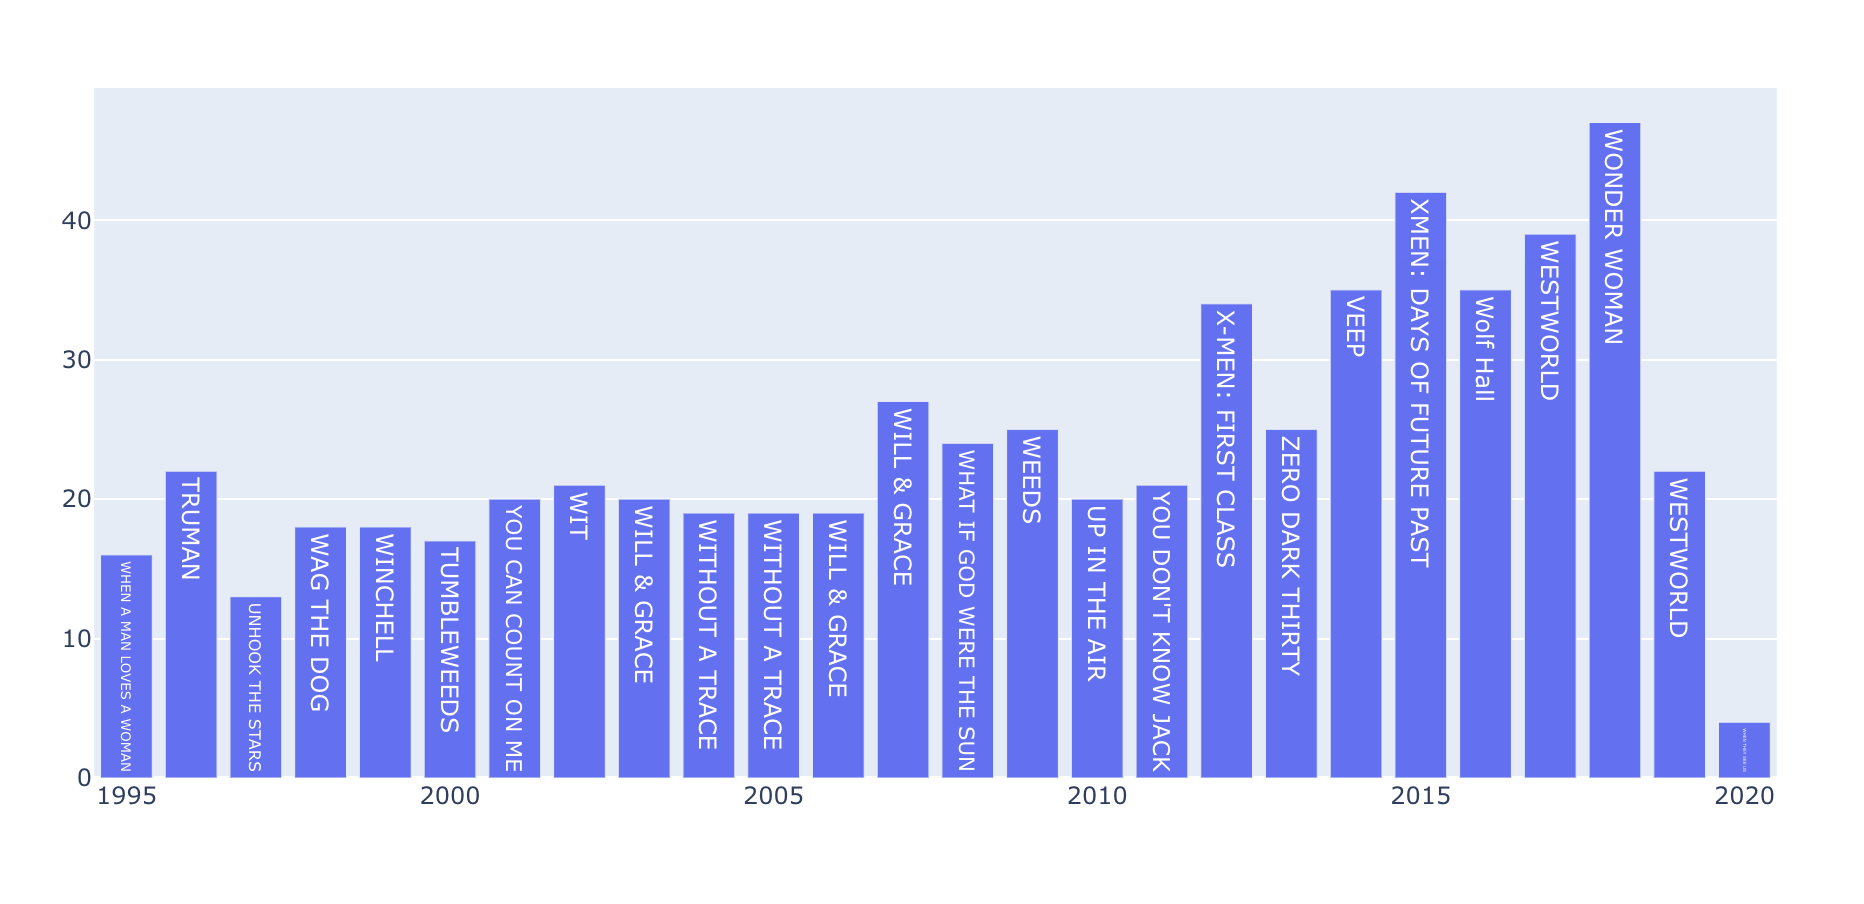 40
30
20
10
0
WHEN A MAN LOVES A WOMAN
TRUMAN
UNHOOK THE STARS
WAG THE DOG
WINCHELL
TUMBLEWEEDS
YOU CAN COUNT ON ME
WIT
WILL & GRACE
WITHOUT A TRACE
WITHOUT A TRACE
WILL & GRACE
WILL & GRACE
WHAT IF GOD WERE THE SUN
WEEDS
UP IN THE AIR
YOU DON'T KNOW JACK
X-MEN: FIRST CLASS
ZERO DARK THIRTY
VEEP
XMEN: DAYS OF FUTURE PAST
Wolf Hall
WESTWORLD
WONDER WOMAN
WESTWORLD
1995
2000
2005
2010
2015
2020